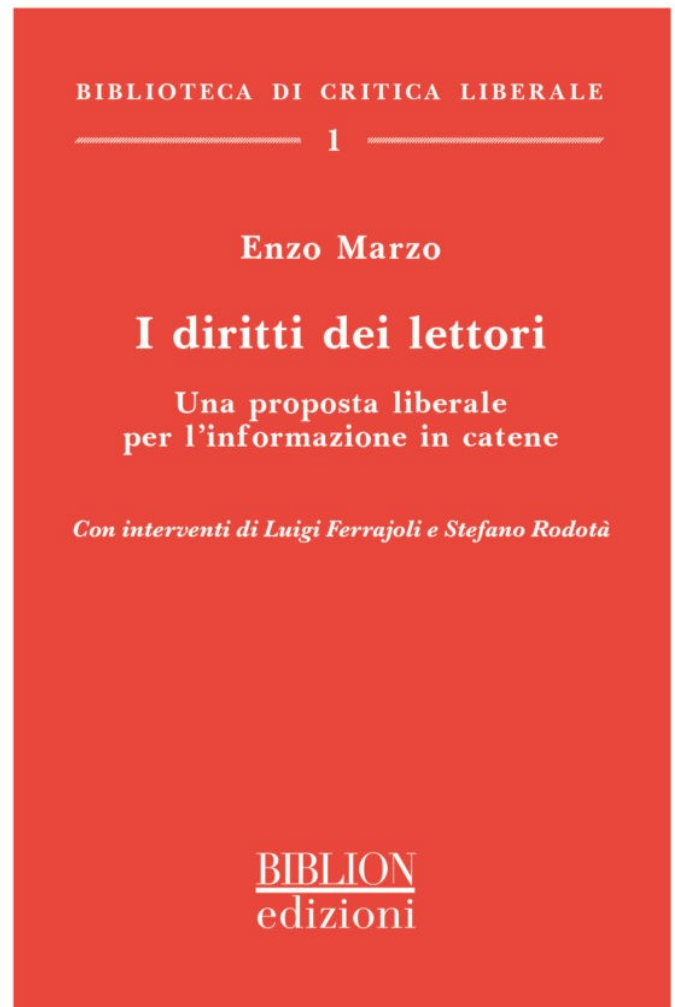 BIBLIOTECA DI CRITICA LIBERALE
1
Enzo Marzo
I diritti dei lettori
Una proposta liberale
per l'informazione in catene
Con interventi di Luigi Ferrajoli e Stefano Rodotà
BIBLION
edizioni